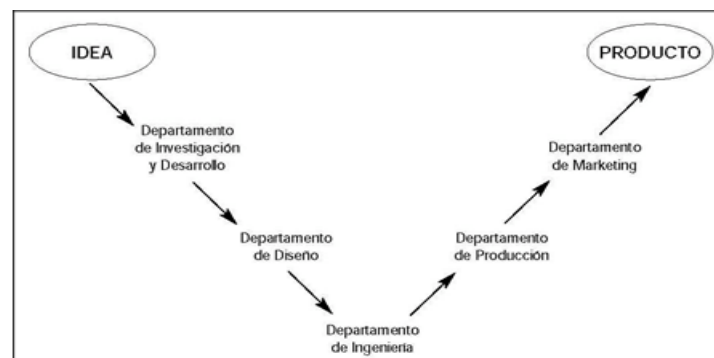 IDEA
PRODUCTO
Departamento
de Investigación
y Desarrollo
Departamento
de Marketing
Departamento
de Diseño
Departamento
de Producción
Departamento
de Ingeniería